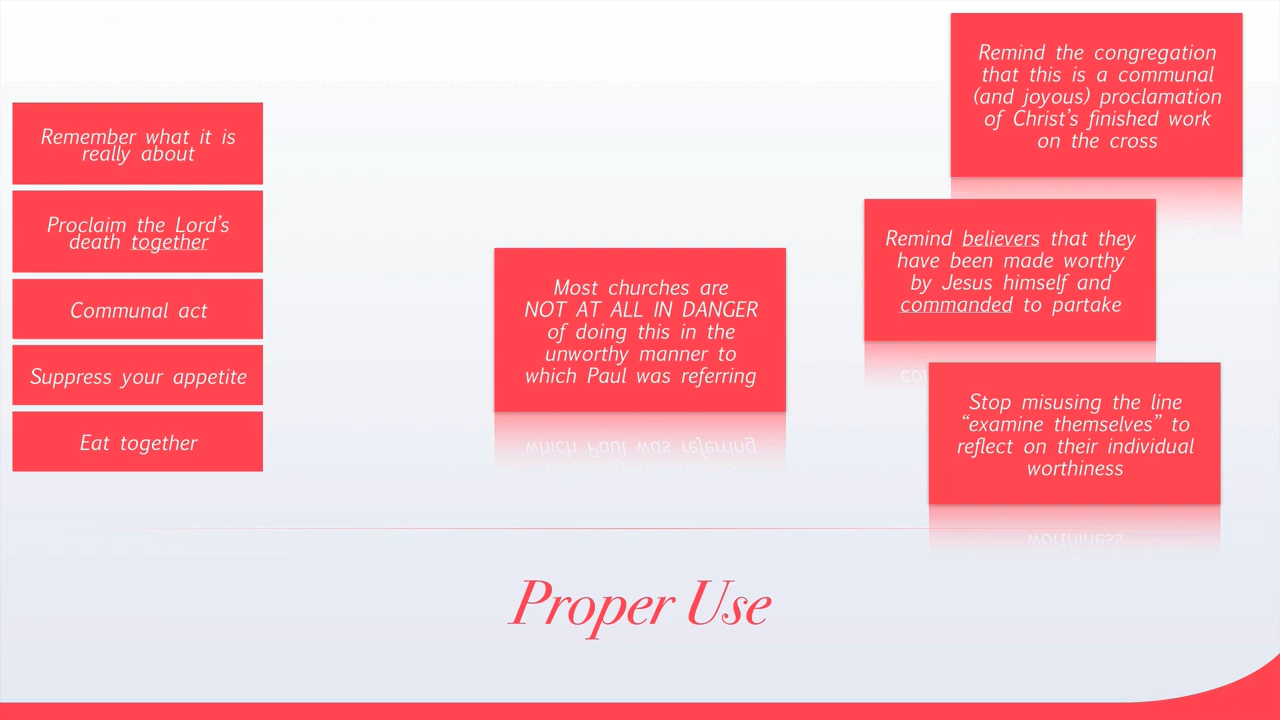 Remember what it is
really about
Proclaim the Lord's
death together
Communal act
Suppress your appetite
Eat together
Most churches are
NOT AT ALL IN DANGER
of doing this in the
unworthy manner to
which Paul was referring
Remind the congregation
that this is a communal
(and joyous) proclamation
of Christ's finished work
on the cross
Remind believers that they
have been made worthy
by Jesus himself and
commanded to partake
Stop misusing the line
“examine themselves” to
reflect on their individual
worthiness
Proper Use